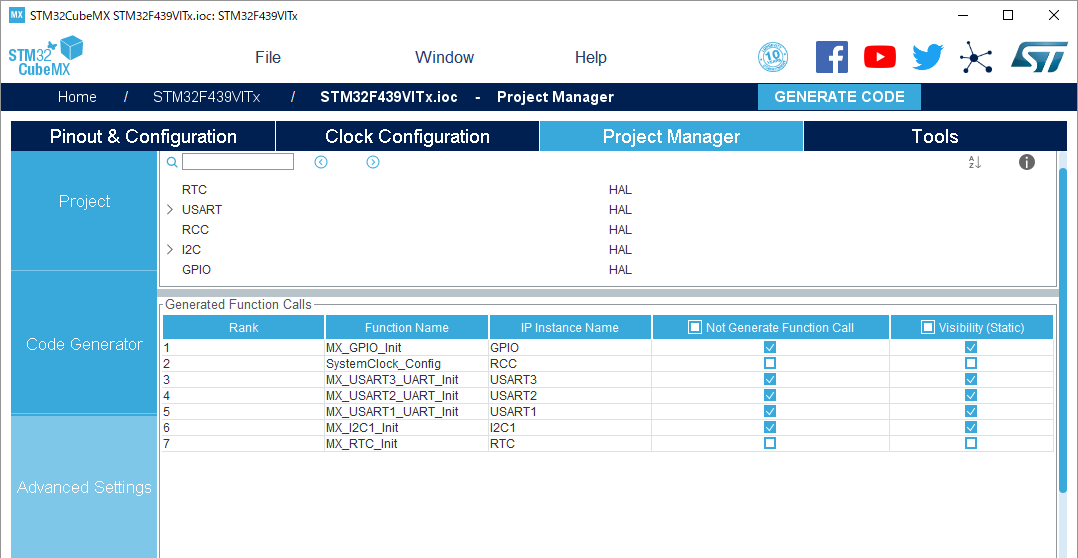 MX STM32CubeMX STM32F439VITx.ioc: STM32F439VITx
STM32 CubeMX
File Window Help
10
Home / STM32F439VITx / STM32F439VITx.ioc - Project Manager GENERATE CODE
Pinout & Configuration Clock Configuration Project Manager Tools
Project
Code Generator
Advanced Settings
RTC HAL
USART HAL
RCC HAL
I2C HAL
GPIO HAL
Generated Function Calls
Rank Function Name IP Instance Name Not Generate Function Call Visibility (Static)
1 MX_GPIO_Init GPIO
2 SystemClock_Config RCC
3 MX_USART3_UART_Init USART3
4 MX_USART2_UART_Init USART2
5 MX_USART1_UART_Init USART1
6 MX_I2C1_Init I2C1
7 MX_RTC_Init RTC